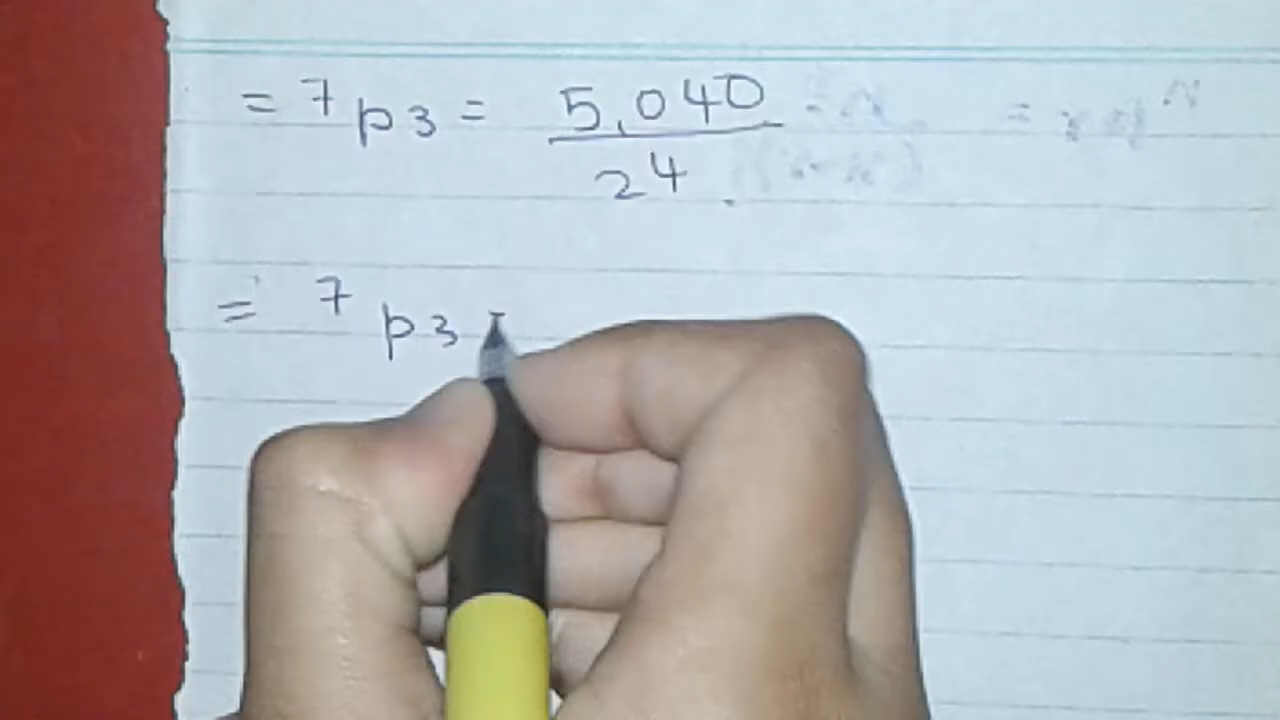 = ⁷p₃ = 5,040 / 24
= ⁷p₃